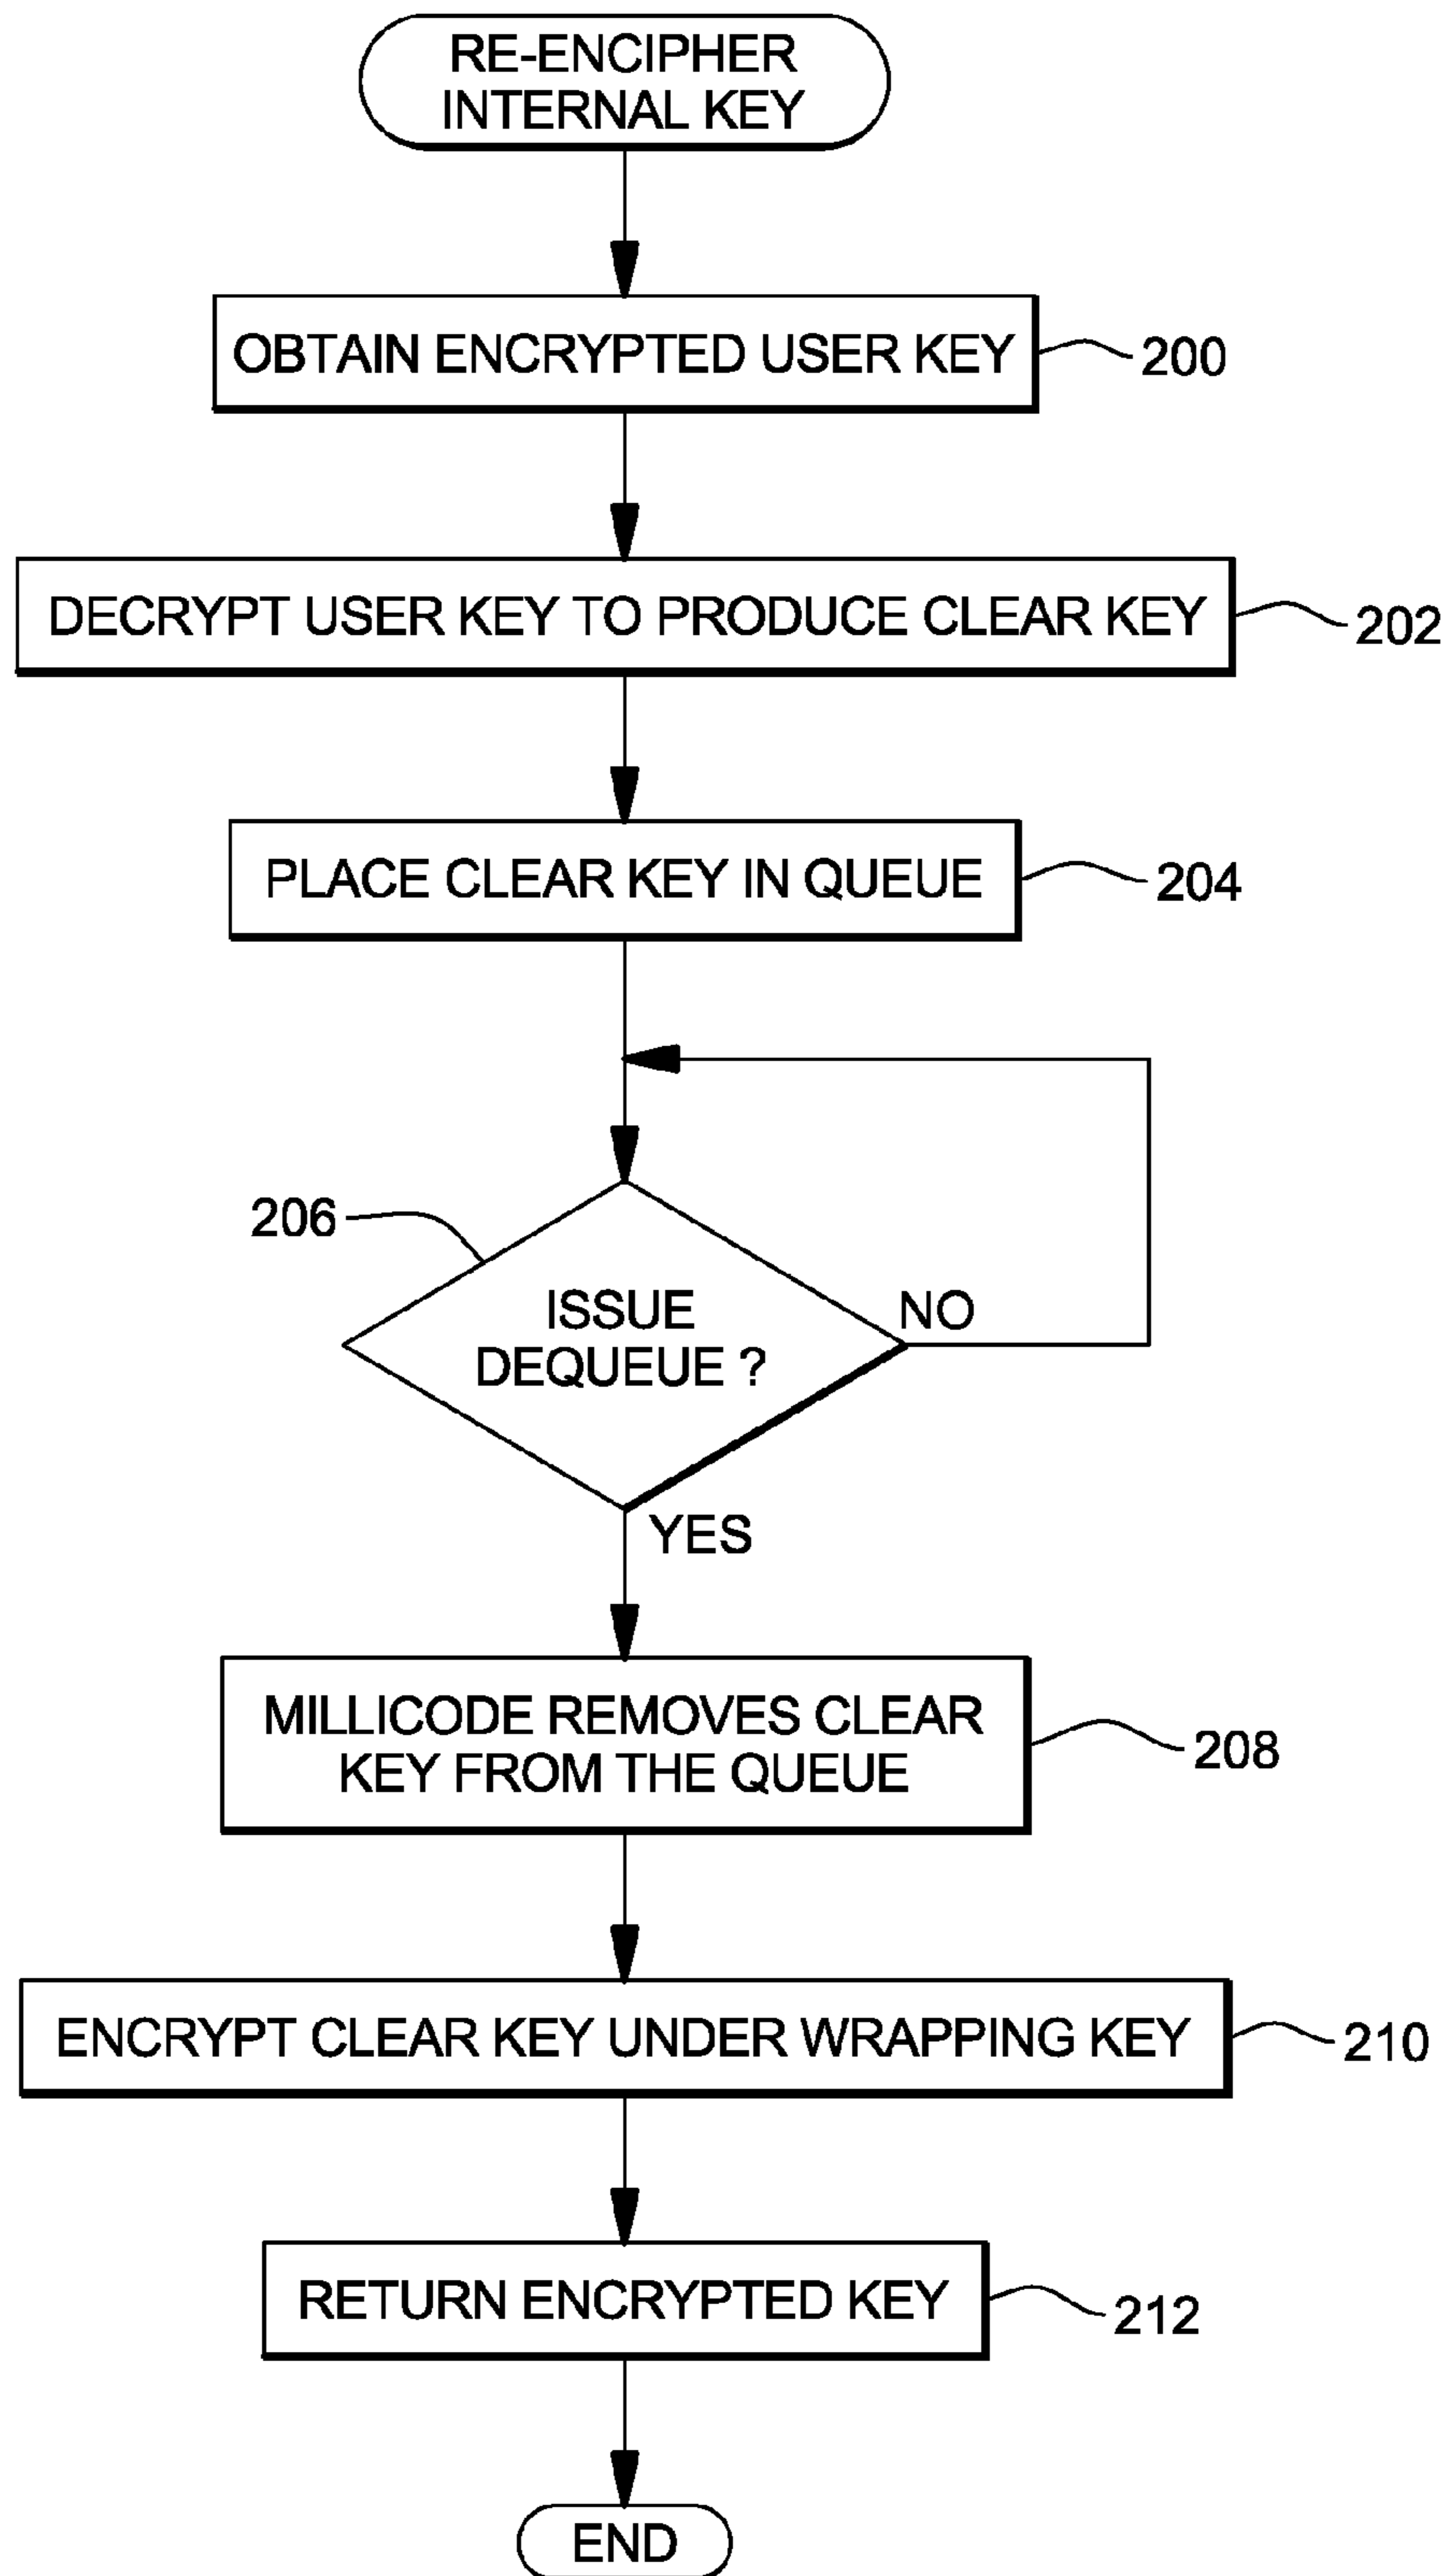 RE-ENCIPHER
INTERNAL KEY
OBTAIN ENCRYPTED USER KEY
200
DECRYPT USER KEY TO PRODUCE CLEAR KEY
202
PLACE CLEAR KEY IN QUEUE
204
206
ISSUE
DEQUEUE ?
NO
YES
MILLICODE REMOVES CLEAR
KEY FROM THE QUEUE
208
ENCRYPT CLEAR KEY UNDER WRAPPING KEY
210
RETURN ENCRYPTED KEY
212
END